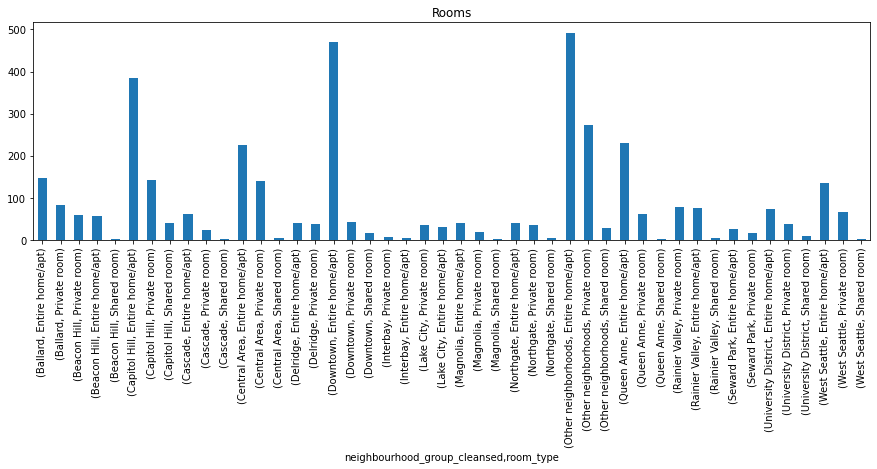 Rooms
500
400
300
200
100
0
(Ballard, Entire home/apt)
(Ballard, Private room)
(Beacon Hill, Private room)
(Beacon Hill, Entire home/apt)
(Beacon Hill, Shared room)
(Capitol Hill, Entire home/apt)
(Capitol Hill, Private room)
(Capitol Hill, Shared room)
(Cascade, Entire home/apt)
(Cascade, Private room)
(Cascade, Shared room)
(Central Area, Entire home/apt)
(Central Area, Private room)
(Central Area, Shared room)
(Delridge, Entire home/apt)
(Delridge, Private room)
(Downtown, Entire home/apt)
(Downtown, Private room)
(Downtown, Shared room)
(Interbay, Private room)
(Interbay, Entire home/apt)
(Lake City, Private room)
(Lake City, Entire home/apt)
(Magnolia, Entire home/apt)
(Magnolia, Private room)
(Magnolia, Shared room)
(Northgate, Entire home/apt)
(Northgate, Private room)
(Northgate, Shared room)
(Other neighborhoods, Entire home/apt)
(Other neighborhoods, Private room)
(Other neighborhoods, Shared room)
(Queen Anne, Entire home/apt)
(Queen Anne, Private room)
(Queen Anne, Shared room)
(Rainier Valley, Private room)
(Rainier Valley, Entire home/apt)
(Rainier Valley, Shared room)
(Seward Park, Entire home/apt)
(Seward Park, Private room)
(University District, Entire home/apt)
(University District, Private room)
(University District, Shared room)
(West Seattle, Entire home/apt)
(West Seattle, Private room)
(West Seattle, Shared room)
neighbourhood_group_cleansed,room_type